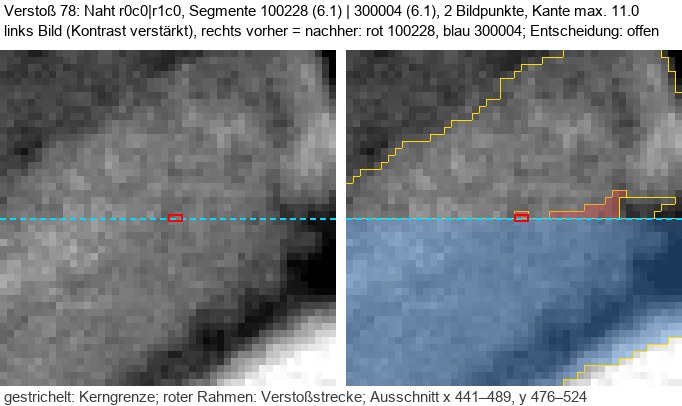 Verstoß 78: Naht r0c0|r1c0, Segmente 100228 (6.1) | 300004 (6.1), 2 Bildpunkte, Kante max. 11.0
links Bild (Kontrast verstärkt), rechts vorher = nachher: rot 100228, blau 300004; Entscheidung: offen
gestrichelt: Kerngrenze; roter Rahmen: Verstoßstrecke; Ausschnitt x 441–489, y 476–524